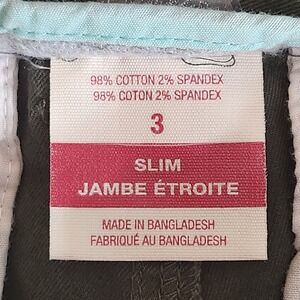 98% COTTON 2% SPANDEX
98% COTON 2% SPANDEX
3
SLIM
JAMBE ÉTROITE
MADE IN BANGLADESH
FABRIQUÉ AU BANGLADESH